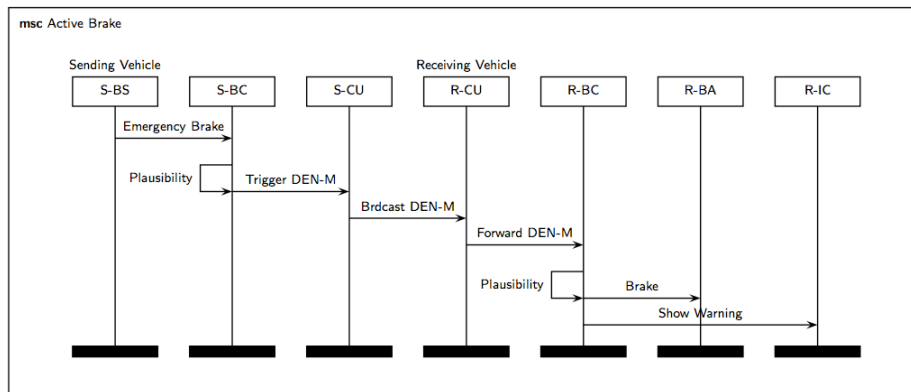 msc Active Brake
Sending Vehicle
Receiving Vehicle
S-BS
S-BC
S-CU
R-CU
R-BC
R-BA
R-IC
Emergency Brake
Plausibility
Trigger DEN-M
Brdcast DEN-M
Forward DEN-M
Plausibility
Brake
Show Warning